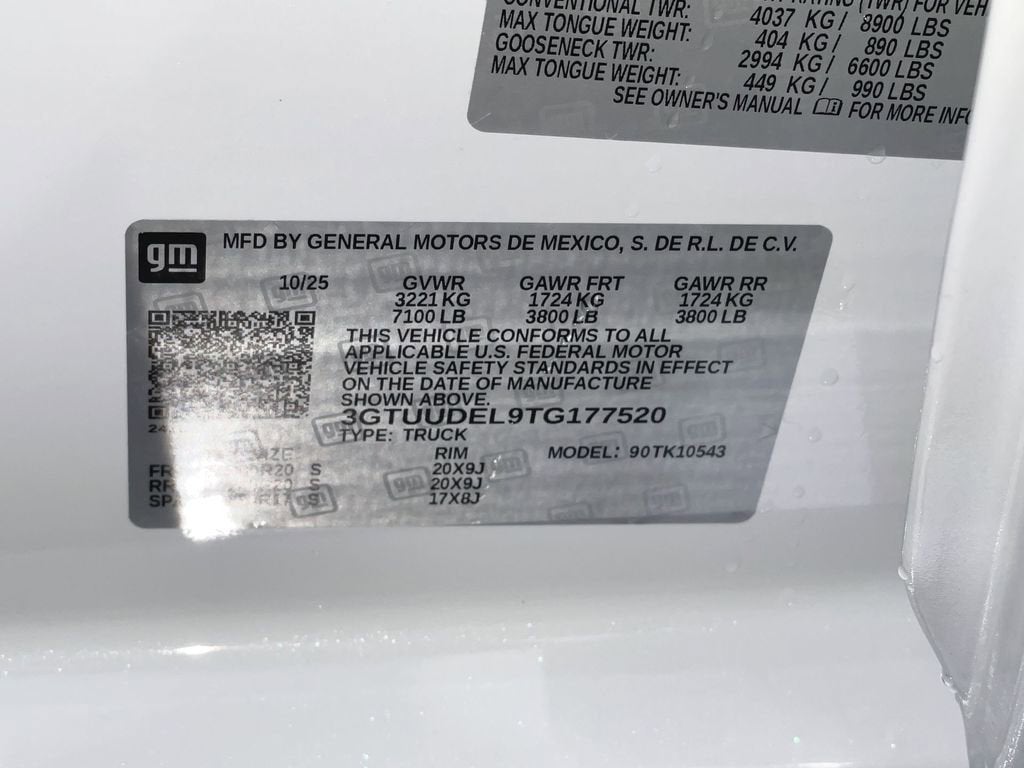 CONVENTIONAL TWR: 4037 KG / 8900 LBS
MAX TONGUE WEIGHT: 404 KG / 890 LBS
GOOSENECK TWR: 2994 KG / 6600 LBS
MAX TONGUE WEIGHT: 449 KG / 990 LBS
SEE OWNER'S MANUAL FOR MORE
gm
MFD BY GENERAL MOTORS DE MEXICO, S. DE R.L. DE C.V.
10/25 GVWR GAWR FRT GAWR RR
3221 KG 1724 KG 1724 KG
7100 LB 3800 LB 3800 LB
THIS VEHICLE CONFORMS TO ALL
APPLICABLE U.S. FEDERAL MOTOR
VEHICLE SAFETY STANDARDS IN EFFECT
ON THE DATE OF MANUFACTURE
SHOWN ABOVE.
3GTUUDEL9TG177520
TYPE: TRUCK
RIM MODEL: 90TK10543
S 20X9J
S 20X9J
S 17X8J